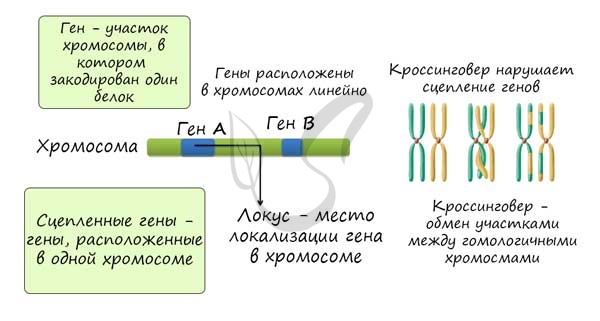 Ген - участок
хромосомы, в
котором
закодирован один
белок
Гены расположены
в хромосомах линейно
Кроссинговер нарушает
сцепление генов
Ген A
Ген B
Хромосома
Сцепленные гены -
гены, расположенные
в одной хромосоме
Локус - место
локализации гена
в хромосоме
Кроссинговер -
обмен участками
между гомологичными
хромосмами